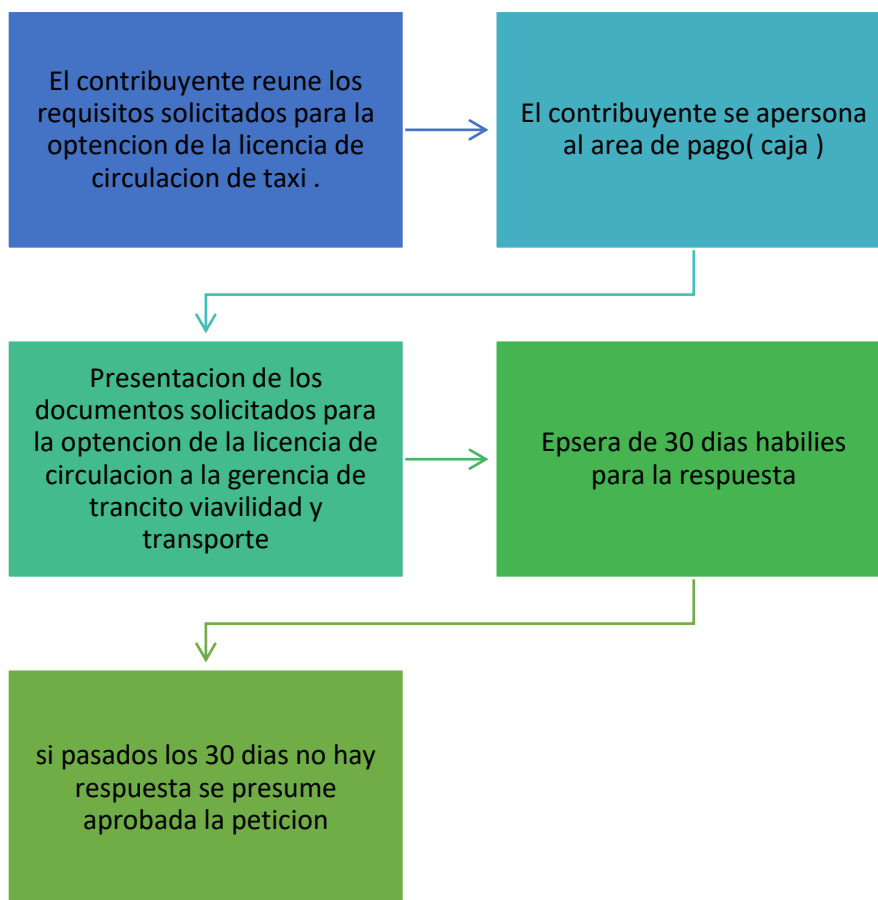 El contribuyente reune los
requisitos solicitados para la
optencion de la licencia de
circulacion de taxi .
El contribuyente se apersona
al area de pago( caja )
Presentacion de los
documentos solicitados para
la optencion de la licencia de
circulacion a la gerencia de
trancito viavilidad y
transporte
Epsera de 30 dias habilies
para la respuesta
si pasados los 30 dias no hay
respuesta se presume
aprobada la peticion